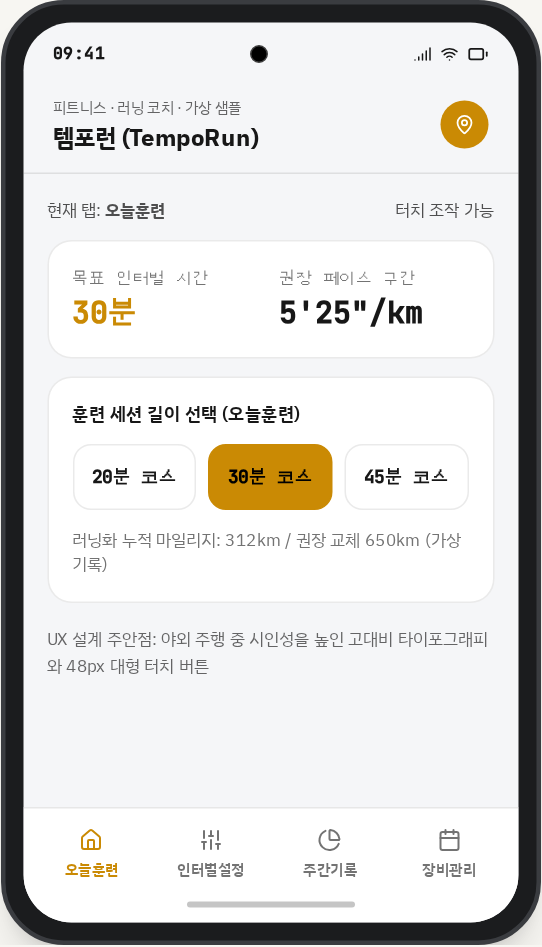 09:41
피트니스 · 러닝 코치 · 가상 샘플
템포런 (TempoRun)
현재 탭: 오늘훈련
터치 조작 가능
목표 인터벌 시간
30분
권장 페이스 구간
5'25"/km
훈련 세션 길이 선택 (오늘훈련)
20분 코스
30분 코스
45분 코스
러닝화 누적 마일리지: 312km / 권장 교체 650km (가상
기록)
UX 설계 주안점: 야외 주행 중 시인성을 높인 고대비 타이포그래피
와 48px 대형 터치 버튼
오늘훈련
인터벌설정
주간기록
장비관리